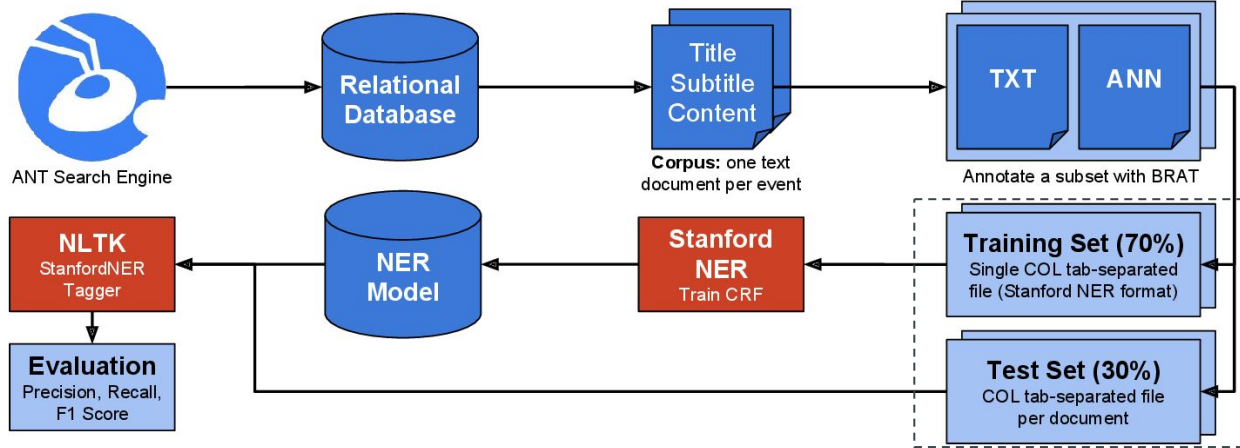 ANT Search Engine
Relational
Database
Title
Subtitle
Content
Corpus: one text
document per event
TXT
ANN
Annotate a subset with BRAT
NLTK
StanfordNER
Tagger
NER
Model
Stanford
NER
Train CRF
Training Set (70%)
Single COL tab-separated
file (Stanford NER format)
Evaluation
Precision, Recall,
F1 Score
Test Set (30%)
COL tab-separated file
per document